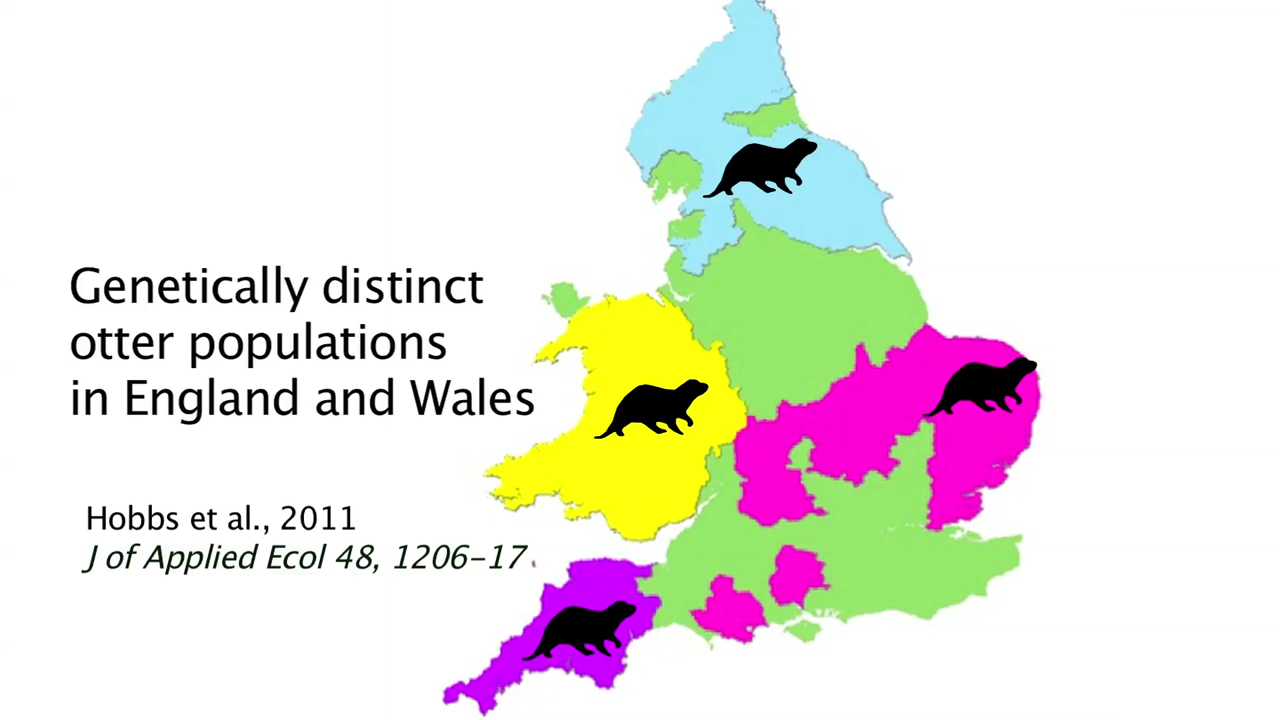 Genetically distinct
otter populations
in England and Wales
Hobbs et al., 2011
J of Applied Ecol 48, 1206–17